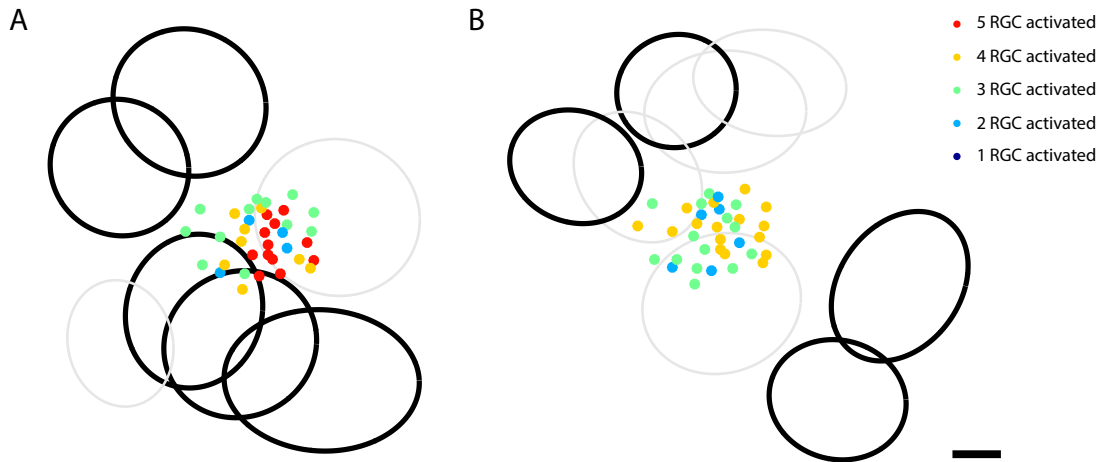 A
B
5 RGC activated
4 RGC activated
3 RGC activated
2 RGC activated
1 RGC activated